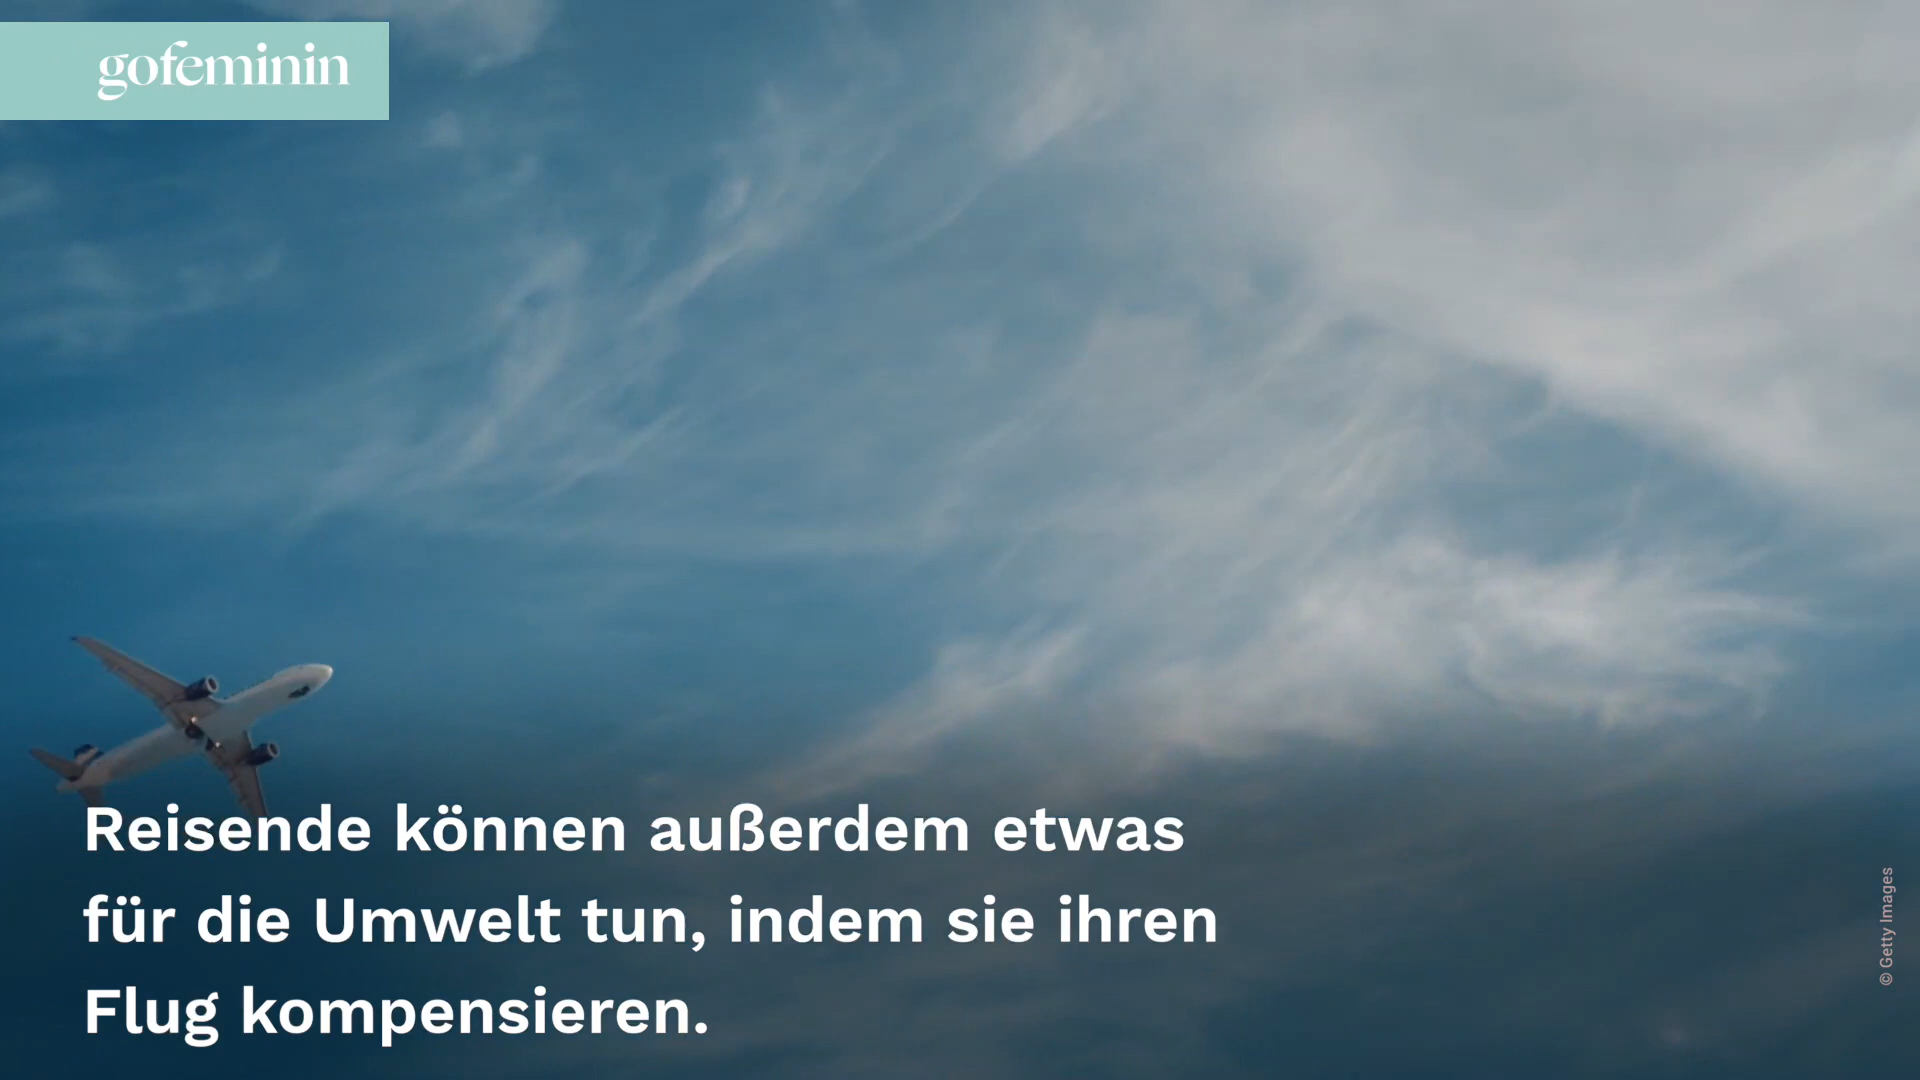 gofeminin
Reisende können außerdem etwas
für die Umwelt tun, indem sie ihren
Flug kompensieren.
© Getty Images